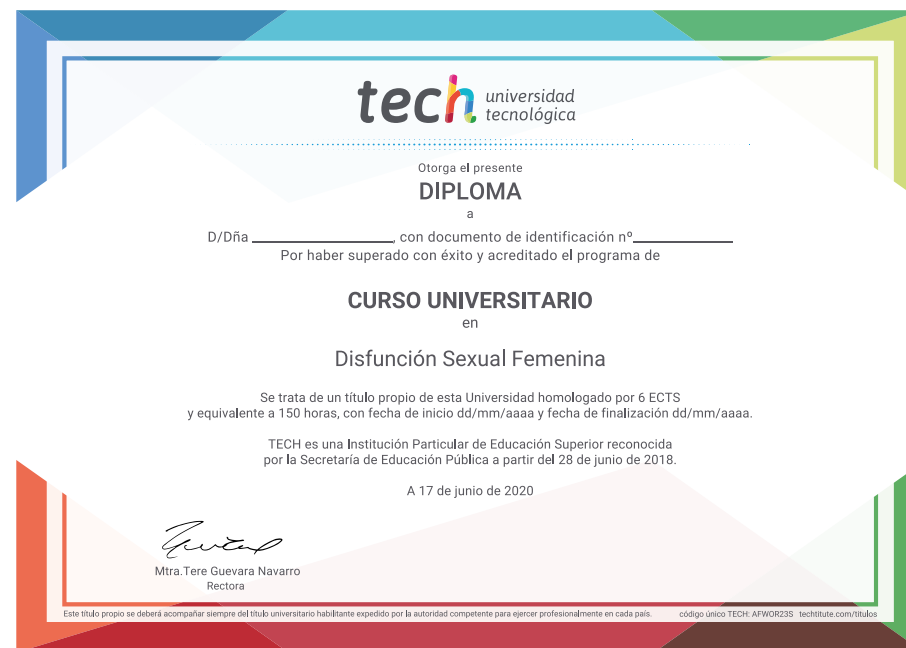 tech universidad
tecnológica
Otorga el presente
DIPLOMA
a
D/Dña ____________________, con documento de identificación nº______________
Por haber superado con éxito y acreditado el programa de
CURSO UNIVERSITARIO
en
Disfunción Sexual Femenina
Se trata de un título propio de esta Universidad homologado por 6 ECTS
y equivalente a 150 horas, con fecha de inicio dd/mm/aaaa y fecha de finalización dd/mm/aaaa.
TECH es una Institución Particular de Educación Superior reconocida
por la Secretaría de Educación Pública a partir del 28 de junio de 2018.
A 17 de junio de 2020
Mtra.Tere Guevara Navarro
Rectora
Este título propio se deberá acompañar siempre del título universitario habilitante expedido por la autoridad competente para ejercer profesionalmente en cada país. código único TECH: AFWOR23S techtitute.com/titulos